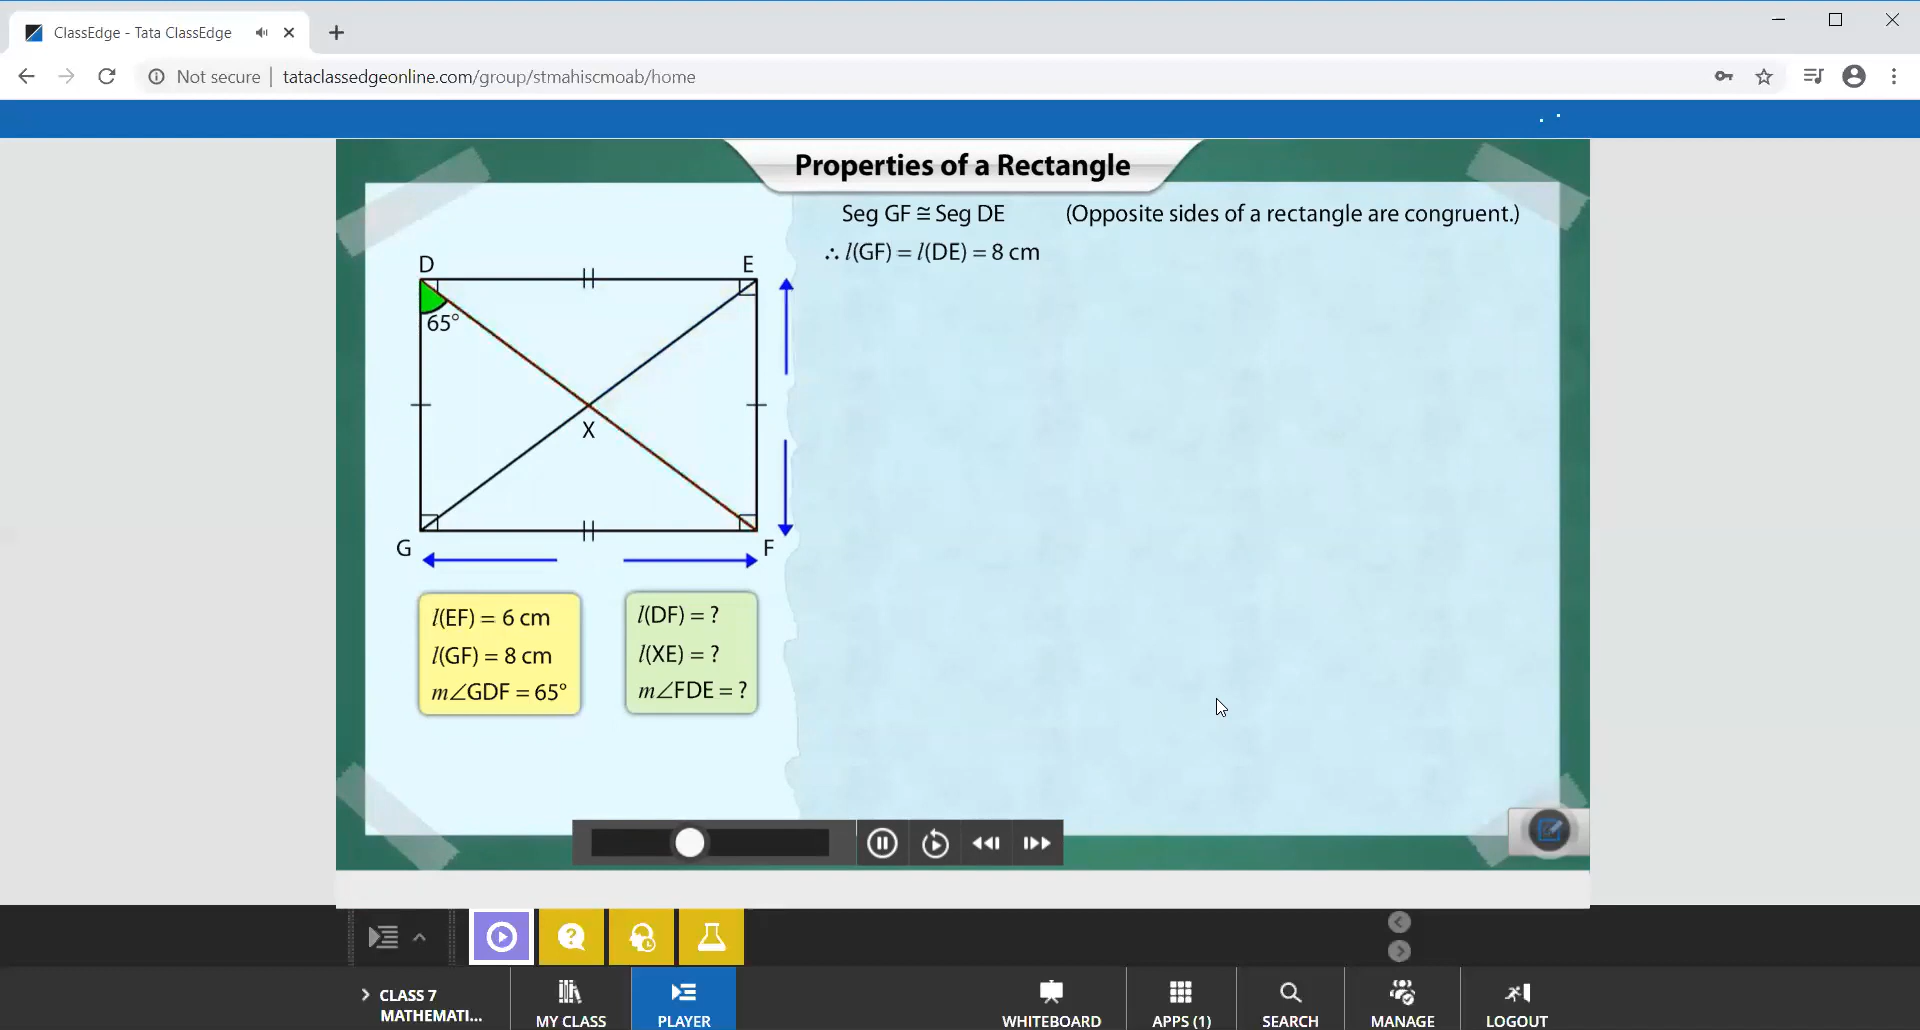 ClassEdge - Tata ClassEdge
Not secure | tataclassedgeonline.com/group/stmahiscmoab/home
Properties of a Rectangle
Seg GF ≅ Seg DE (Opposite sides of a rectangle are congruent.)
∴ l(GF) = l(DE) = 8 cm
D E
65°
X
G F
l(EF) = 6 cm
l(GF) = 8 cm
m∠GDF = 65°
l(DF) = ?
l(XE) = ?
m∠FDE = ?
CLASS 7
MATHEMATI...
MY CLASS
PLAYER
WHITEBOARD
APPS (1)
SEARCH
MANAGE
LOGOUT